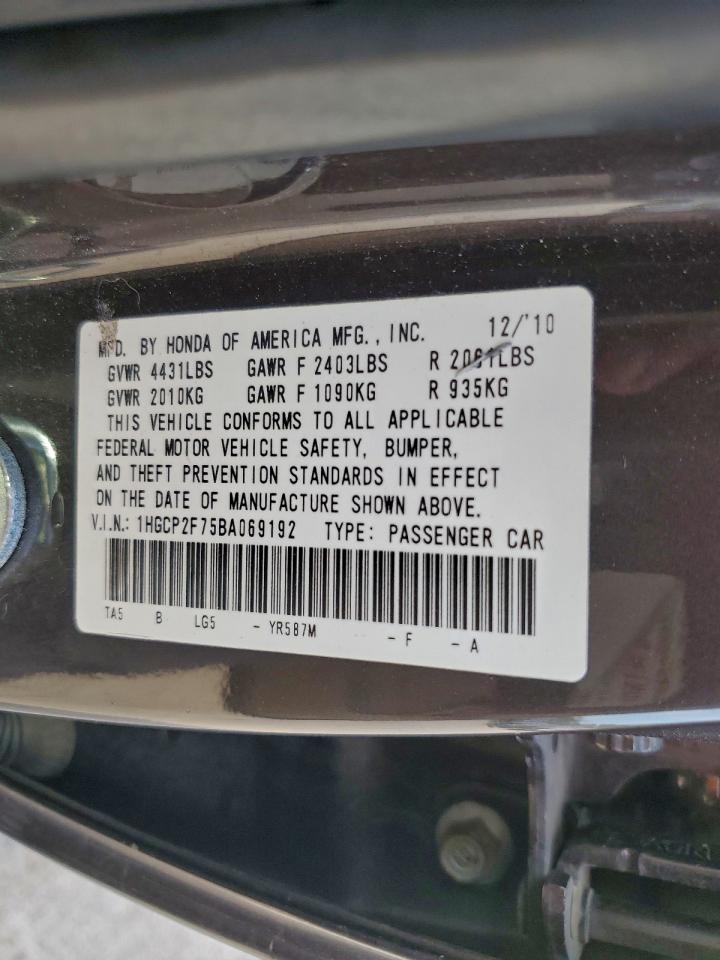 MFD. BY HONDA OF AMERICA MFG., INC. 12/'10
GVWR 4431LBS GAWR F 2403LBS R 2061LBS
GVWR 2010KG GAWR F 1090KG R 935KG
THIS VEHICLE CONFORMS TO ALL APPLICABLE
FEDERAL MOTOR VEHICLE SAFETY, BUMPER,
AND THEFT PREVENTION STANDARDS IN EFFECT
ON THE DATE OF MANUFACTURE SHOWN ABOVE.
V.I.N.: 1HGCP2F75BA069192 TYPE: PASSENGER CAR
TA5 B LG5 - YR587M - F - A